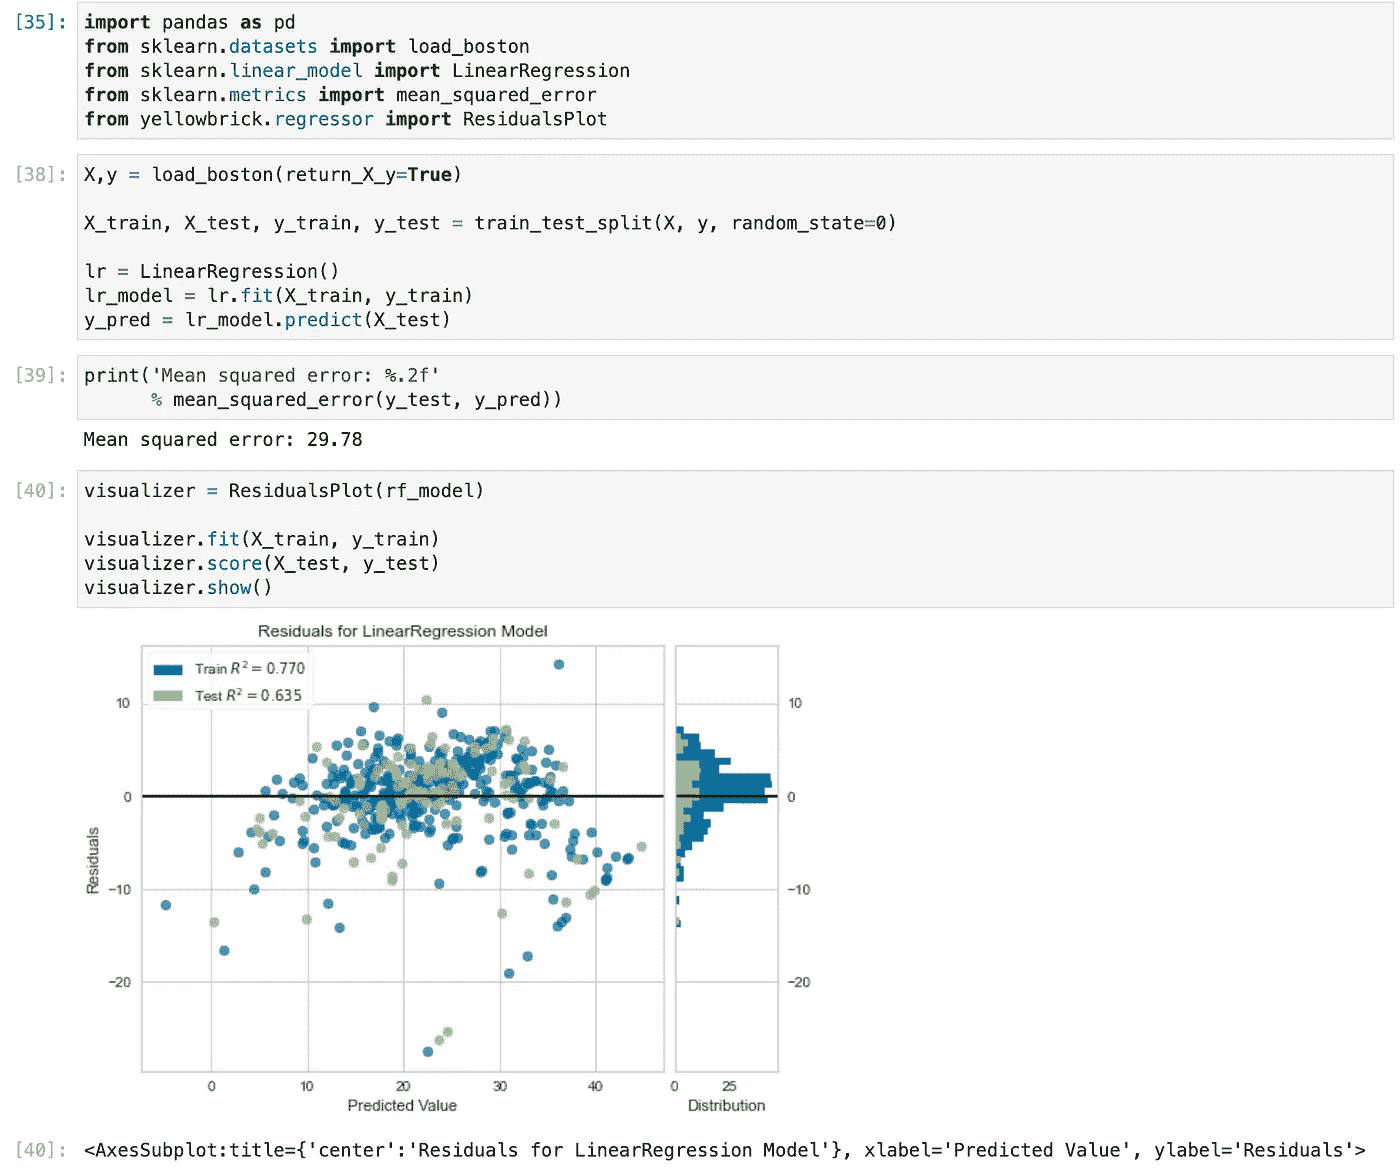 [35]: import pandas as pd
from sklearn.datasets import load_boston
from sklearn.linear_model import LinearRegression
from sklearn.metrics import mean_squared_error
from yellowbrick.regressor import ResidualsPlot
[38]: X,y = load_boston(return_X_y=True)
X_train, X_test, y_train, y_test = train_test_split(X, y, random_state=0)
lr = LinearRegression()
lr_model = lr.fit(X_train, y_train)
y_pred = lr_model.predict(X_test)
[39]: print('Mean squared error: %.2f'
% mean_squared_error(y_test, y_pred))
Mean squared error: 29.78
[40]: visualizer = ResidualsPlot(rf_model)
visualizer.fit(X_train, y_train)
visualizer.score(X_test, y_test)
visualizer.show()
Residuals for LinearRegression Model
Train R² = 0.770
Test R² = 0.635
10 10
0 0
−10 −10
−20 −20
Residuals
0 10 20 30 40 0 25
Predicted Value Distribution
[40]: <AxesSubplot:title={'center':'Residuals for LinearRegression Model'}, xlabel='Predicted Value', ylabel='Residuals'>